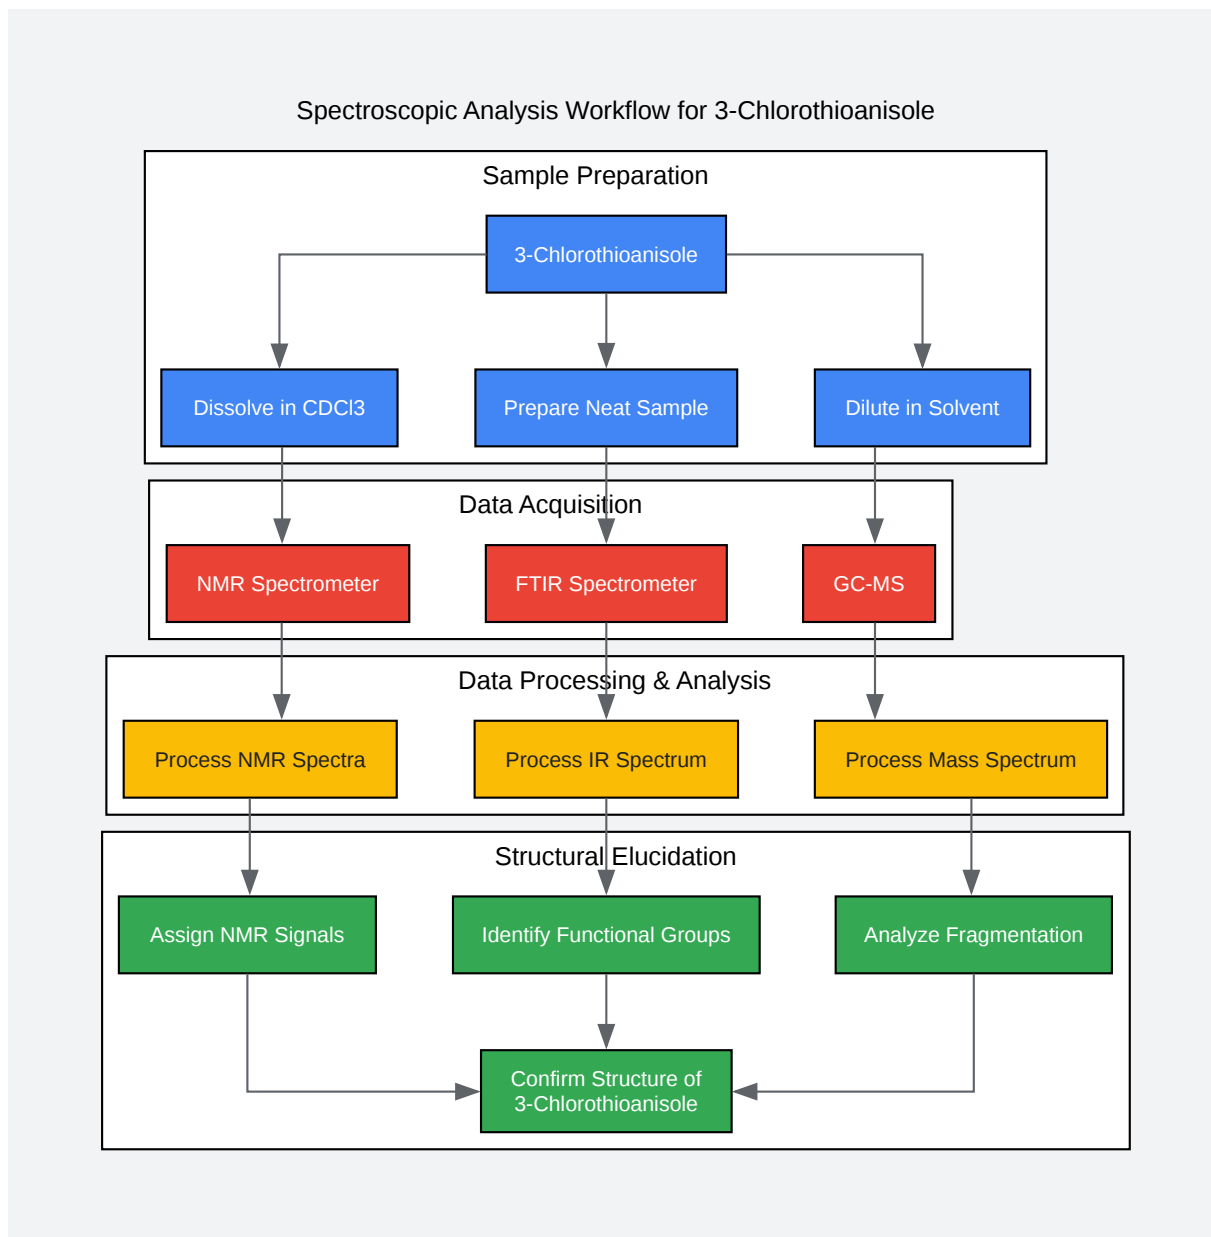 Spectroscopic Analysis Workflow for 3-Chlorothioanisole
Sample Preparation
3-Chlorothioanisole
Dissolve in CDCl3
Prepare Neat Sample
Dilute in Solvent
Data Acquisition
NMR Spectrometer
FTIR Spectrometer
GC-MS
Data Processing & Analysis
Process NMR Spectra
Process IR Spectrum
Process Mass Spectrum
Structural Elucidation
Assign NMR Signals
Identify Functional Groups
Analyze Fragmentation
Confirm Structure of
3-Chlorothioanisole